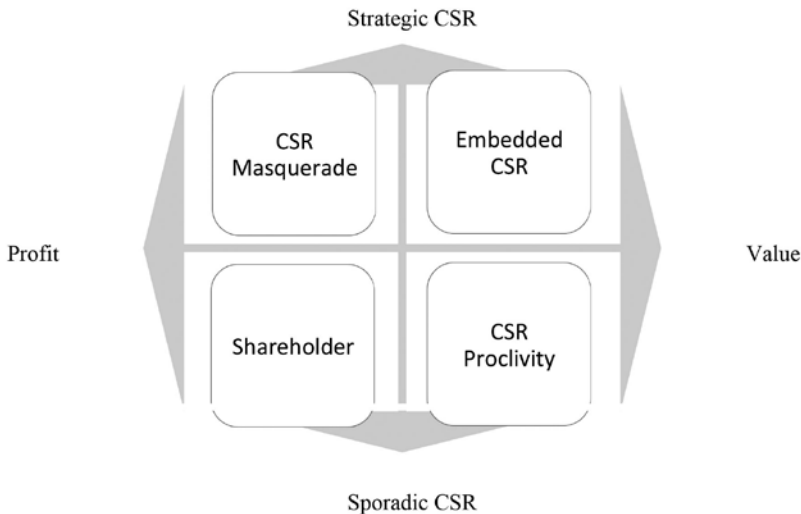 Strategic CSR
CSR
Masquerade
Embedded
CSR
Profit
Value
Shareholder
CSR
Proclivity
Sporadic CSR